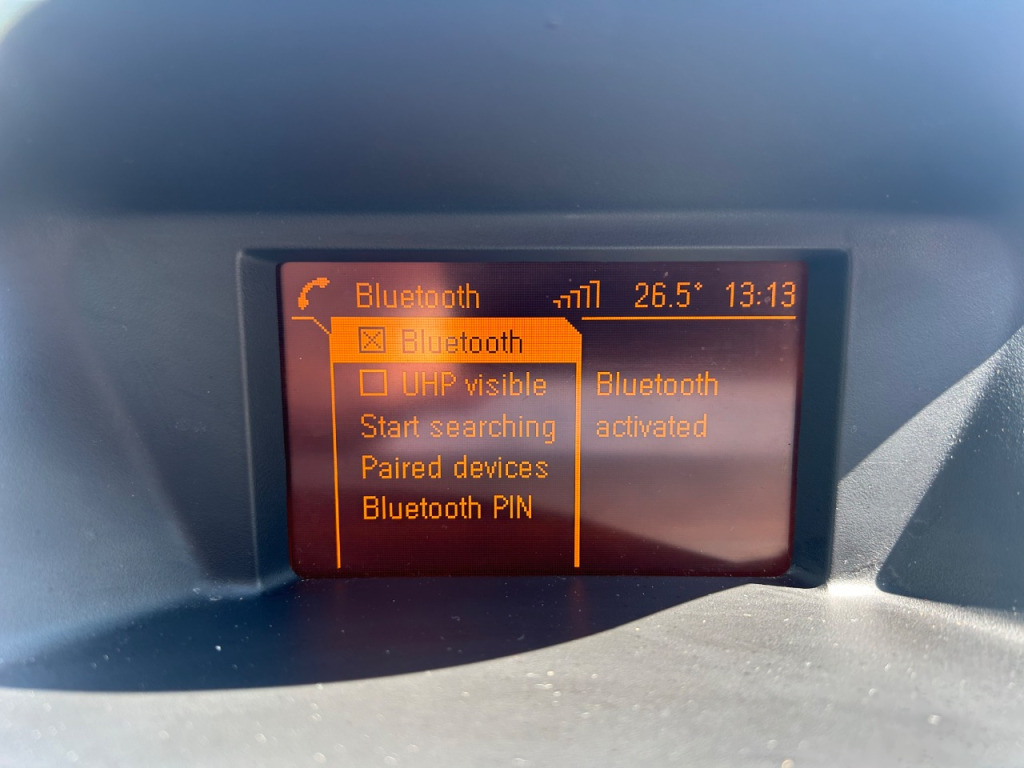 Bluetooth 26.5° 13:13
Bluetooth
UHP visible
Start searching
Paired devices
Bluetooth PIN
Bluetooth
activated